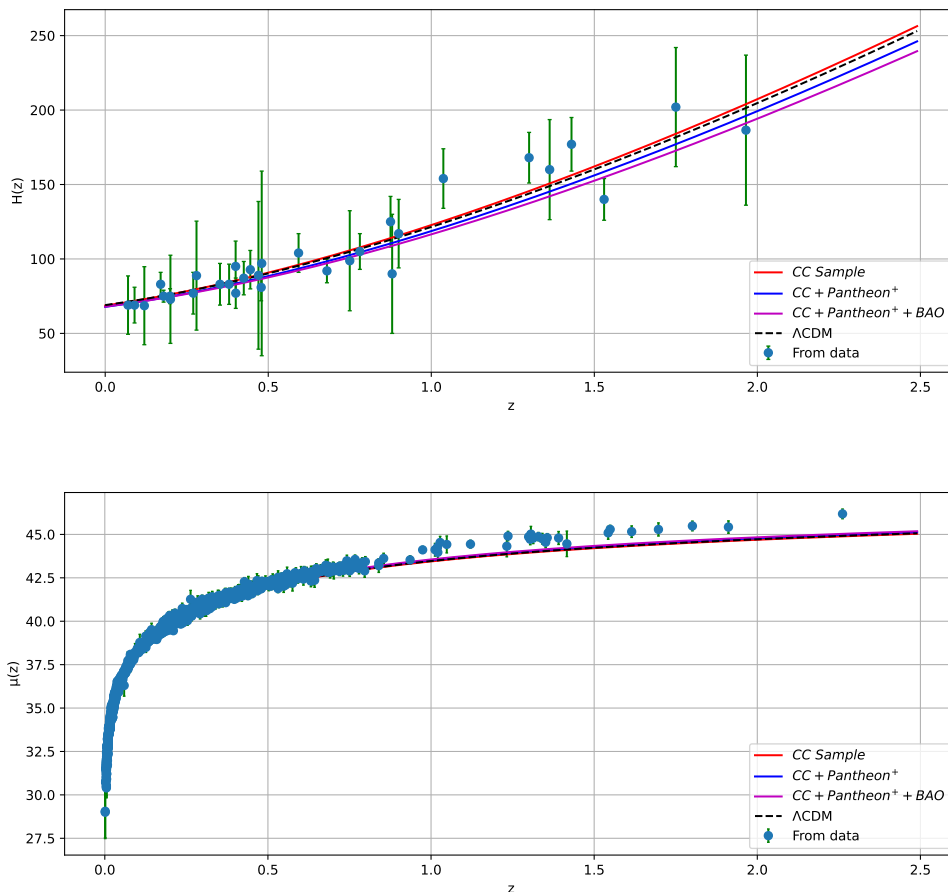 250
200
150
100
50
H(z)
0.0 0.5 1.0 1.5 2.0 2.5
z
CC Sample
CC + Pantheon⁺
CC + Pantheon⁺ + BAO
ΛCDM
From data
45.0
42.5
40.0
37.5
35.0
32.5
30.0
27.5
μ(z)
0.0 0.5 1.0 1.5 2.0 2.5
z
CC Sample
CC + Pantheon⁺
CC + Pantheon⁺ + BAO
ΛCDM
From data